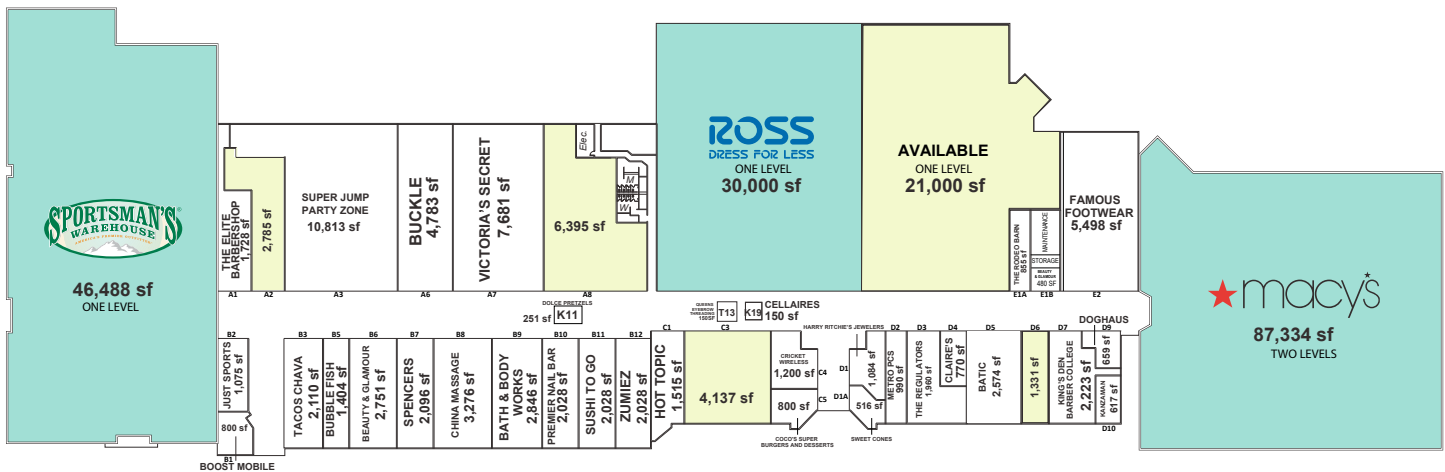 SPORTSMAN'S
WAREHOUSE
AMERICA'S PREMIER OUTFITTER
46,488 sf
ONE LEVEL
THE ELITE
BARBERSHOP
1,728 sf
2,785 sf
SUPER JUMP
PARTY ZONE
10,813 sf
BUCKLE
4,783 sf
VICTORIA'S SECRET
7,681 sf
6,395 sf
Elec.
M
W
ROSS
DRESS FOR LESS
ONE LEVEL
30,000 sf
AVAILABLE
ONE LEVEL
21,000 sf
THE RODEO BARN
855 sf
MAINTENANCE
STORAGE
BEAUTY
& GLAMOUR
480 SF
FAMOUS
FOOTWEAR
5,498 sf
macy's
87,334 sf
TWO LEVELS
A1
A2
A3
A6
A7
A8
E1A
E1B
E2
DOLCE PRETZELS
251 sf
K11
QUEENS
EYEBROW
THREADING
150SF
T13
K19
CELLAIRES
150 sf
HARRY RITCHIE'S JEWELERS
DOGHAUS
B2
B3
B5
B6
B7
B8
B9
B10
B11
B12
C1
C3
D2
D3
D4
D5
D6
D7
D9
JUST SPORTS
1,075 sf
800 sf
B1
BOOST MOBILE
TACOS CHAVA
2,110 sf
BUBBLE FISH
1,404 sf
BEAUTY & GLAMOUR
2,751 sf
SPENCERS
2,096 sf
CHINA MASSAGE
3,276 sf
BATH & BODY
WORKS
2,846 sf
PREMIER NAIL BAR
2,028 sf
SUSHI TO GO
2,028 sf
ZUMIEZ
2,028 sf
HOT TOPIC
1,515 sf
4,137 sf
CRICKET
WIRELESS
1,200 sf
C4
800 sf
C5
COCO'S SUPER
BURGERS AND DESSERTS
D1
1,084 sf
D1A
516 sf
SWEET CONES
METRO PCS
990 sf
THE REGULATORS
1,960 sf
CLAIRE'S
770 sf
BATIC
2,574 sf
1,331 sf
KING'S DEN
BARBER COLLEGE
2,223 sf
659 sf
KANZAMAN
617 sf
D10